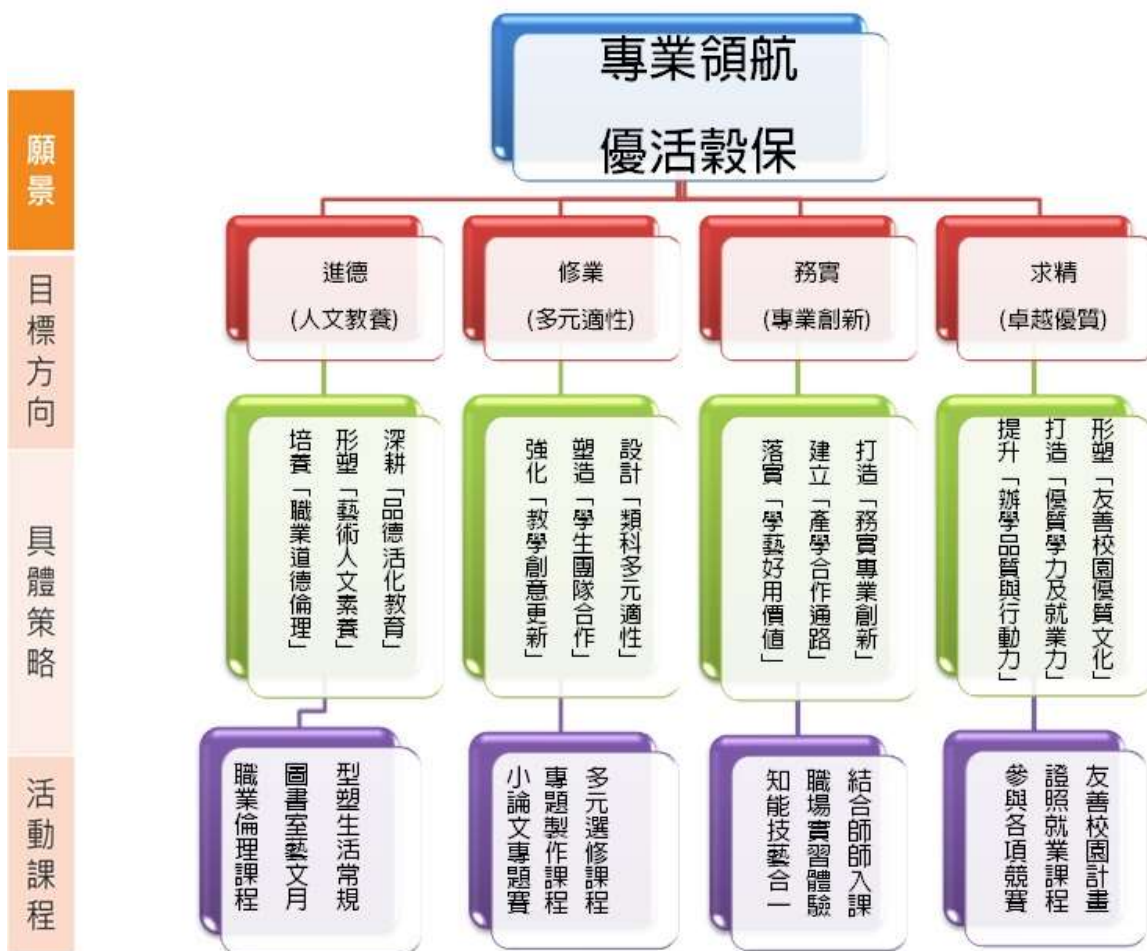 專業領航
優活穀保
願景
目標方向
具體策略
活動課程
進德
(人文教養)
修業
(多元適性)
務實
(專業創新)
求精
(卓越優質)
深耕「品德活化教育」
形塑「藝術人文素養」
培養「職業道德倫理」
設計「類科多元適性」
塑造「學生團隊合作」
強化「教學創意更新」
打造「務實專業創新」
建立「產學合作通路」
落實「學藝好用價值」
形塑「友善校園優質文化」
打造「優質學力及就業力」
提升「辦學品質與行動力」
型塑生活常規
圖書室藝文月
職業倫理課程
多元選修課程
專題製作課程
小論文專題賽
結合師師入課
職場實習體驗
知能技藝合一
友善校園計畫
證照就業課程
參與各項競賽